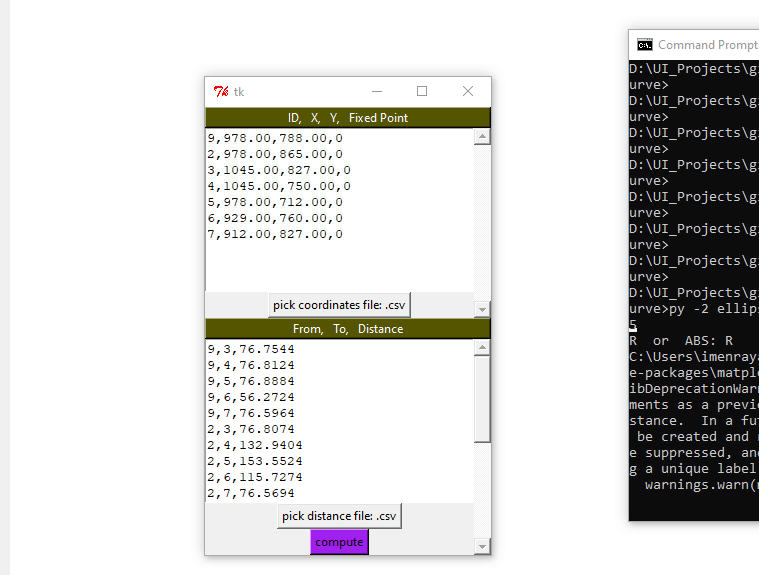 tk
ID, X, Y, Fixed Point
9,978.00,788.00,0
2,978.00,865.00,0
3,1045.00,827.00,0
4,1045.00,750.00,0
5,978.00,712.00,0
6,929.00,760.00,0
7,912.00,827.00,0
pick coordinates file: .csv
From, To, Distance
9,3,76.7544
9,4,76.8124
9,5,76.8884
9,6,56.2724
9,7,76.5964
2,3,76.8074
2,4,132.9404
2,5,153.5524
2,6,115.7274
2,7,76.5694
pick distance file: .csv
compute
Command Prompt
D:\UI_Projects\gi
urve>
D:\UI_Projects\gi
urve>
D:\UI_Projects\gi
urve>
D:\UI_Projects\gi
urve>
D:\UI_Projects\gi
urve>
D:\UI_Projects\gi
urve>
D:\UI_Projects\gi
urve>
D:\UI_Projects\gi
urve>py -2 ellips
5
R or ABS: R
C:\Users\imenraya
e-packages\matplo
ibDeprecationWarn
ments as a previo
stance. In a fut
be created and r
e suppressed, and
g a unique label
warnings.warn(m